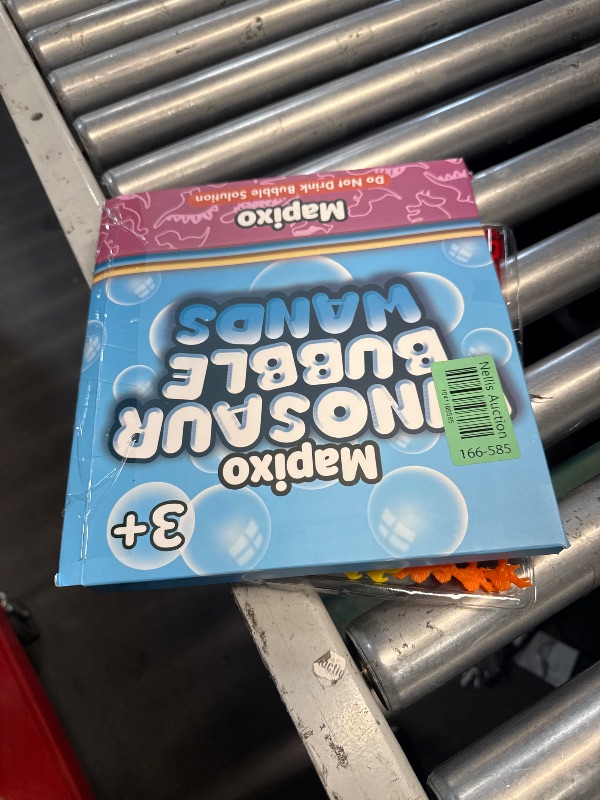 Mapixo
DINOSAUR
BUBBLE
WANDS
3+
Mapixo
Do Not Drink Bubble Solution
Nellis Auction
166-585